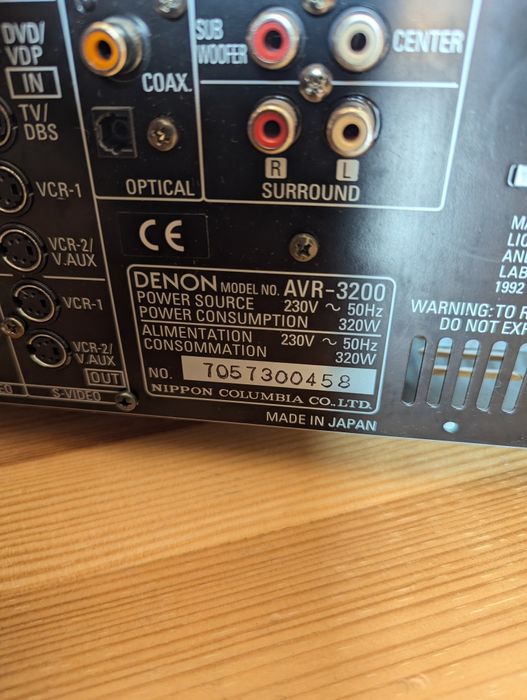 DVD/
VDP
IN
TV/
DBS
VCR-1
VCR-2/
V.AUX
VCR-1
VCR-2/
V.AUX
OUT
S-VIDEO
COAX.
OPTICAL
SUB
WOOFER
CENTER
R
L
SURROUND
CE
DENON MODEL NO. AVR-3200
POWER SOURCE 230V ~ 50Hz
POWER CONSUMPTION 320W
ALIMENTATION 230V ~ 50Hz
CONSOMMATION 320W
NO. 7057300458
NIPPON COLUMBIA CO.,LTD.
MADE IN JAPAN
1992
WARNING: TO
DO NOT